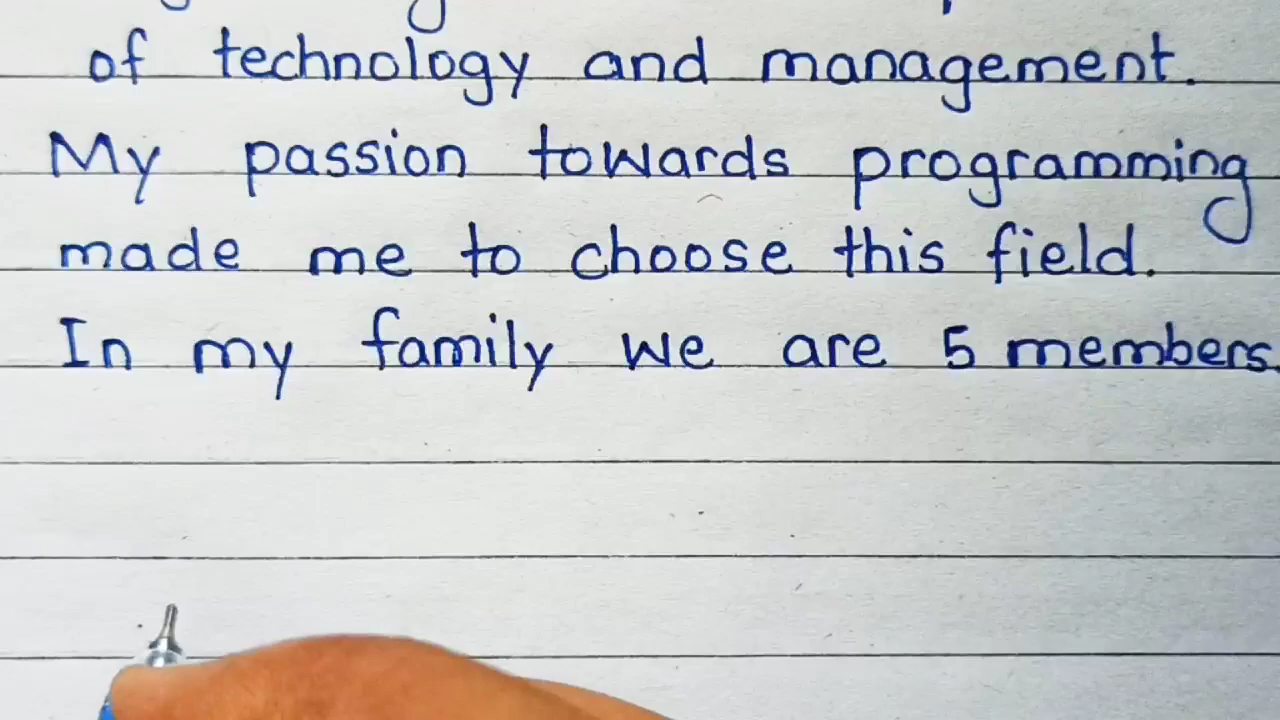 of technology and management.
My passion towards programming
made me to choose this field.
In my family we are 5 members.